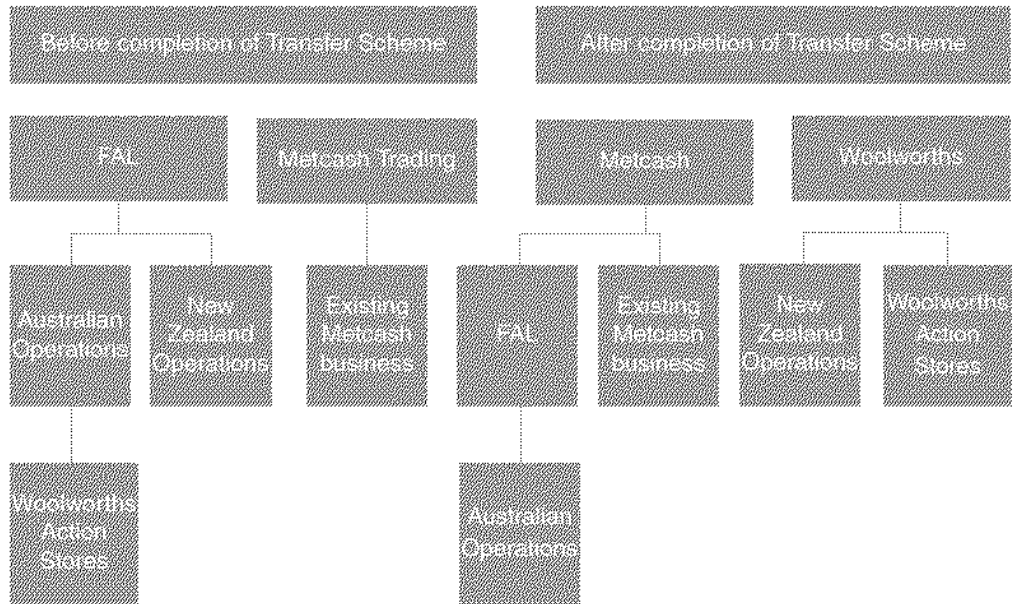 Before completion of Transfer Scheme
After completion of Transfer Scheme
FAL
Metcash Trading
Metcash
Woolworths
Australian
Operations
New
Zealand
Operations
Existing
Metcash
business
FAL
Existing
Metcash
business
New
Zealand
Operations
Woolworths
Action
Stores
Woolworths
Action
Stores
Australian
Operations